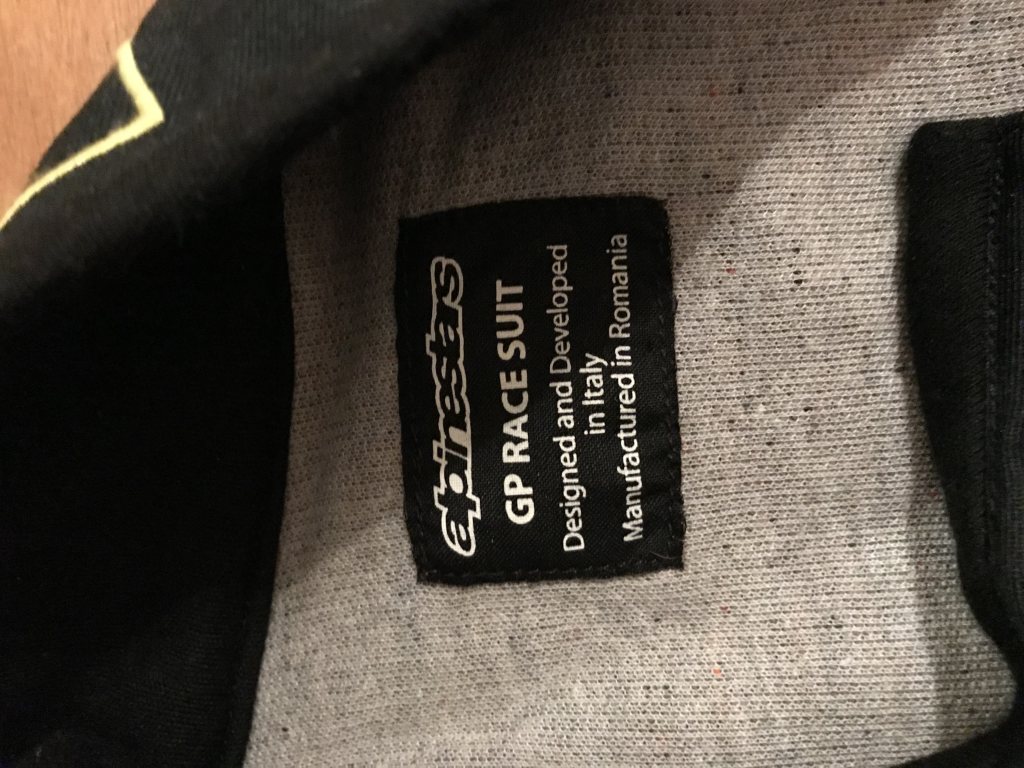 alpinestars
GP RACE SUIT
Designed and Developed
in Italy
Manufactured in Romania